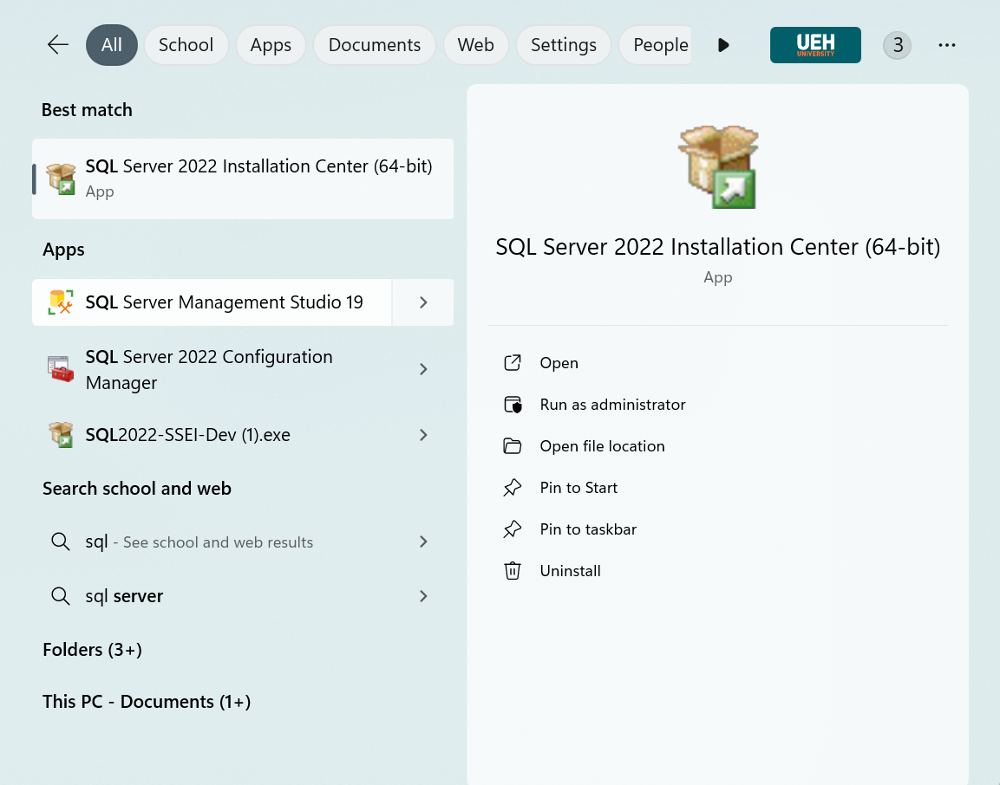 All
School
Apps
Documents
Web
Settings
People
UEH
UNIVERSITY
3
Best match
SQL Server 2022 Installation Center (64-bit)
App
Apps
SQL Server Management Studio 19
SQL Server 2022 Configuration
Manager
SQL2022-SSEI-Dev (1).exe
Search school and web
sql - See school and web results
sql server
Folders (3+)
This PC - Documents (1+)
SQL Server 2022 Installation Center (64-bit)
App
Open
Run as administrator
Open file location
Pin to Start
Pin to taskbar
Uninstall